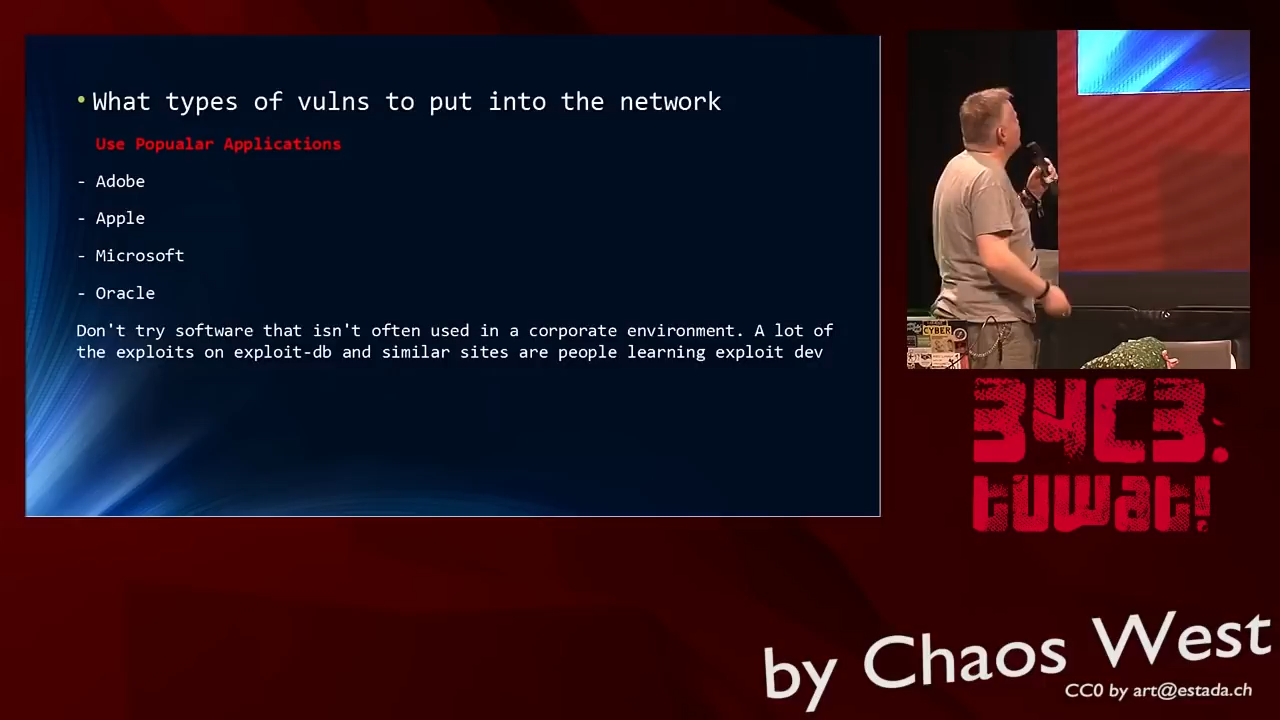 • What types of vulns to put into the network
Use Popualar Applications
- Adobe
- Apple
- Microsoft
- Oracle
Don't try software that isn't often used in a corporate environment. A lot of
the exploits on exploit-db and similar sites are people learning exploit dev
CYBER
34C3.
tuwat!
by Chaos West
CC0 by art@estada.ch